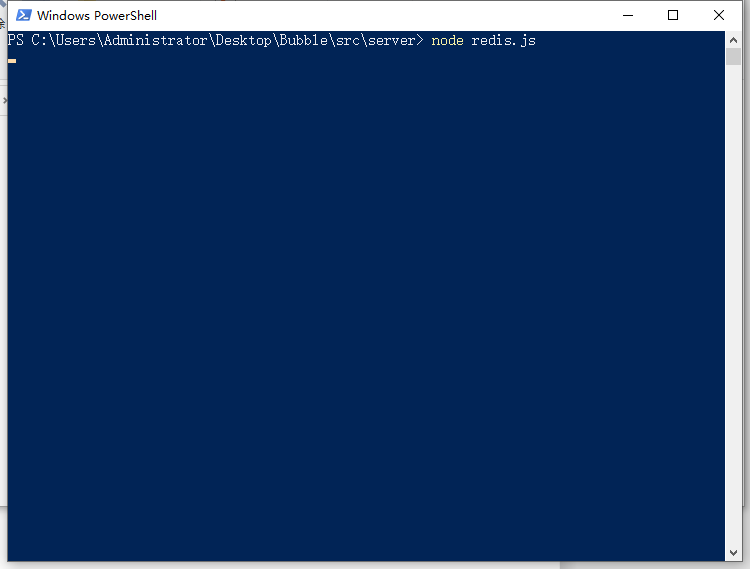 Windows PowerShell
PS C:\Users\Administrator\Desktop\Bubble\src\server> node redis.js